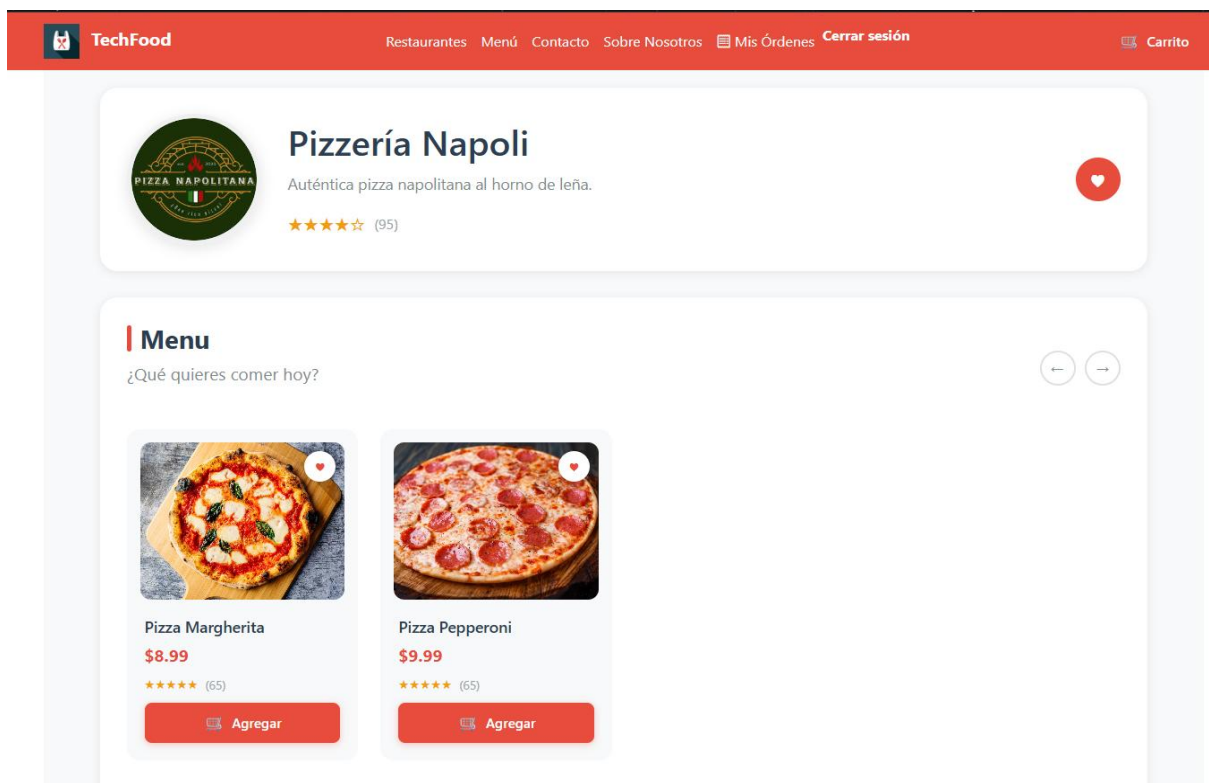 TechFood
Restaurantes Menú Contacto Sobre Nosotros Mis Órdenes Cerrar sesión
Carrito
PIZZA NAPOLITANA
Pizzería Napoli
Auténtica pizza napolitana al horno de leña.
★★★★☆ (95)
Menu
¿Qué quieres comer hoy?
← →
Pizza Margherita
$8.99
★★★★★ (65)
Agregar
Pizza Pepperoni
$9.99
★★★★★ (65)
Agregar